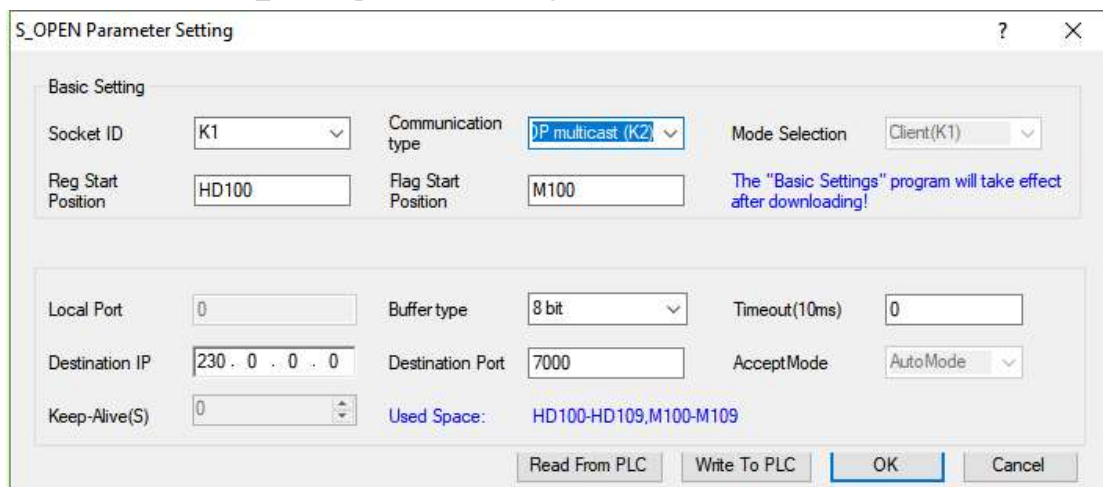 S_OPEN Parameter Setting
? X
Basic Setting
Socket ID K1 Communication type DP multicast (K2) Mode Selection Client(K1)
Reg Start Position HD100 Flag Start Position M100 The "Basic Settings" program will take effect after downloading!
Local Port 0 Buffer type 8 bit Timeout(10ms) 0
Destination IP 230 . 0 . 0 . 0 Destination Port 7000 AcceptMode AutoMode
Keep-Alive(S) 0 Used Space: HD100-HD109,M100-M109
Read From PLC Write To PLC OK Cancel